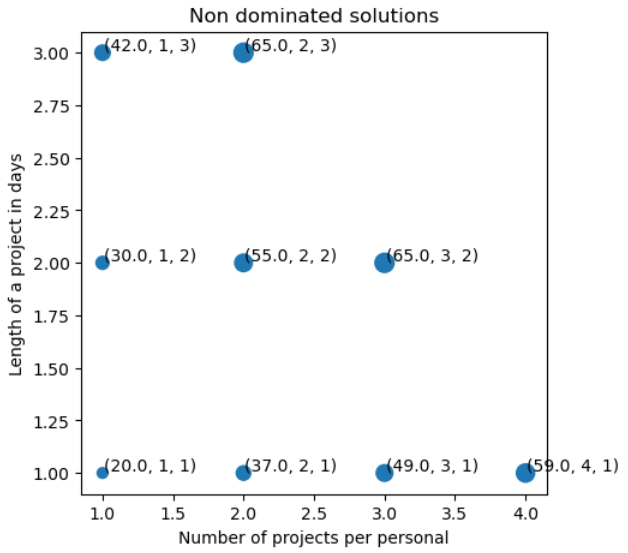 Non dominated solutions
3.00
(42.0, 1, 3)
(65.0, 2, 3)
2.75
2.50
2.25
2.00
(30.0, 1, 2)
(55.0, 2, 2)
(65.0, 3, 2)
1.75
1.50
1.25
1.00
(20.0, 1, 1)
(37.0, 2, 1)
(49.0, 3, 1)
(59.0, 4, 1)
Length of a project in days
1.0 1.5 2.0 2.5 3.0 3.5 4.0
Number of projects per personal